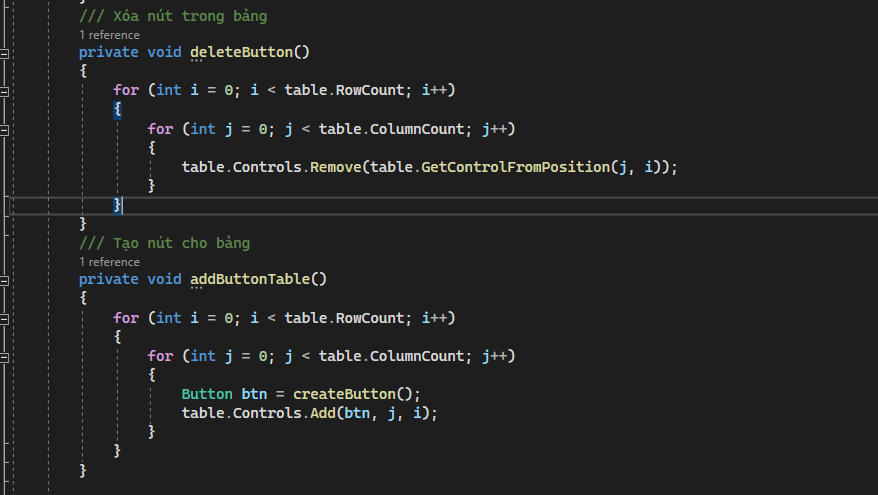 /// Xóa nút trong bảng
1 reference
private void deleteButton()
{
for (int i = 0; i < table.RowCount; i++)
{
for (int j = 0; j < table.ColumnCount; j++)
{
table.Controls.Remove(table.GetControlFromPosition(j, i));
}
}
}
/// Tạo nút cho bảng
1 reference
private void addButtonTable()
{
for (int i = 0; i < table.RowCount; i++)
{
for (int j = 0; j < table.ColumnCount; j++)
{
Button btn = createButton();
table.Controls.Add(btn, j, i);
}
}
}